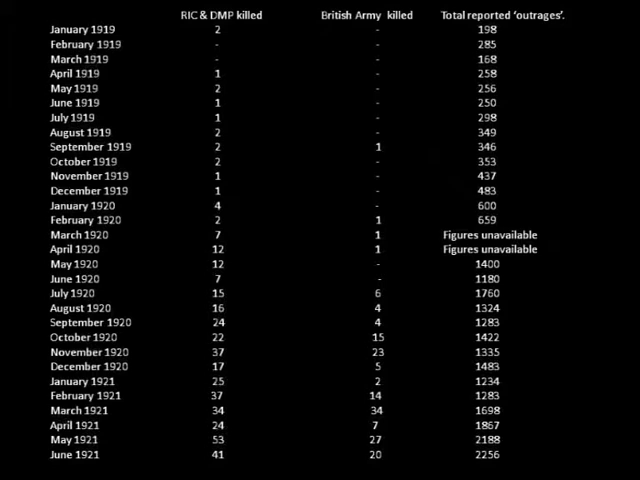 RIC & DMP killed British Army killed Total reported ‘outrages’.
January 1919 2 - 198
February 1919 - - 285
March 1919 - - 168
April 1919 1 - 258
May 1919 2 - 256
June 1919 1 - 250
July 1919 1 - 298
August 1919 2 - 349
September 1919 2 1 346
October 1919 2 - 353
November 1919 1 - 437
December 1919 1 - 483
January 1920 4 - 600
February 1920 2 1 659
March 1920 7 1 Figures unavailable
April 1920 12 1 Figures unavailable
May 1920 12 - 1400
June 1920 7 - 1180
July 1920 15 6 1760
August 1920 16 4 1324
September 1920 24 4 1283
October 1920 22 15 1422
November 1920 37 23 1335
December 1920 17 5 1483
January 1921 25 2 1234
February 1921 37 14 1283
March 1921 34 34 1698
April 1921 24 7 1867
May 1921 53 27 2188
June 1921 41 20 2256